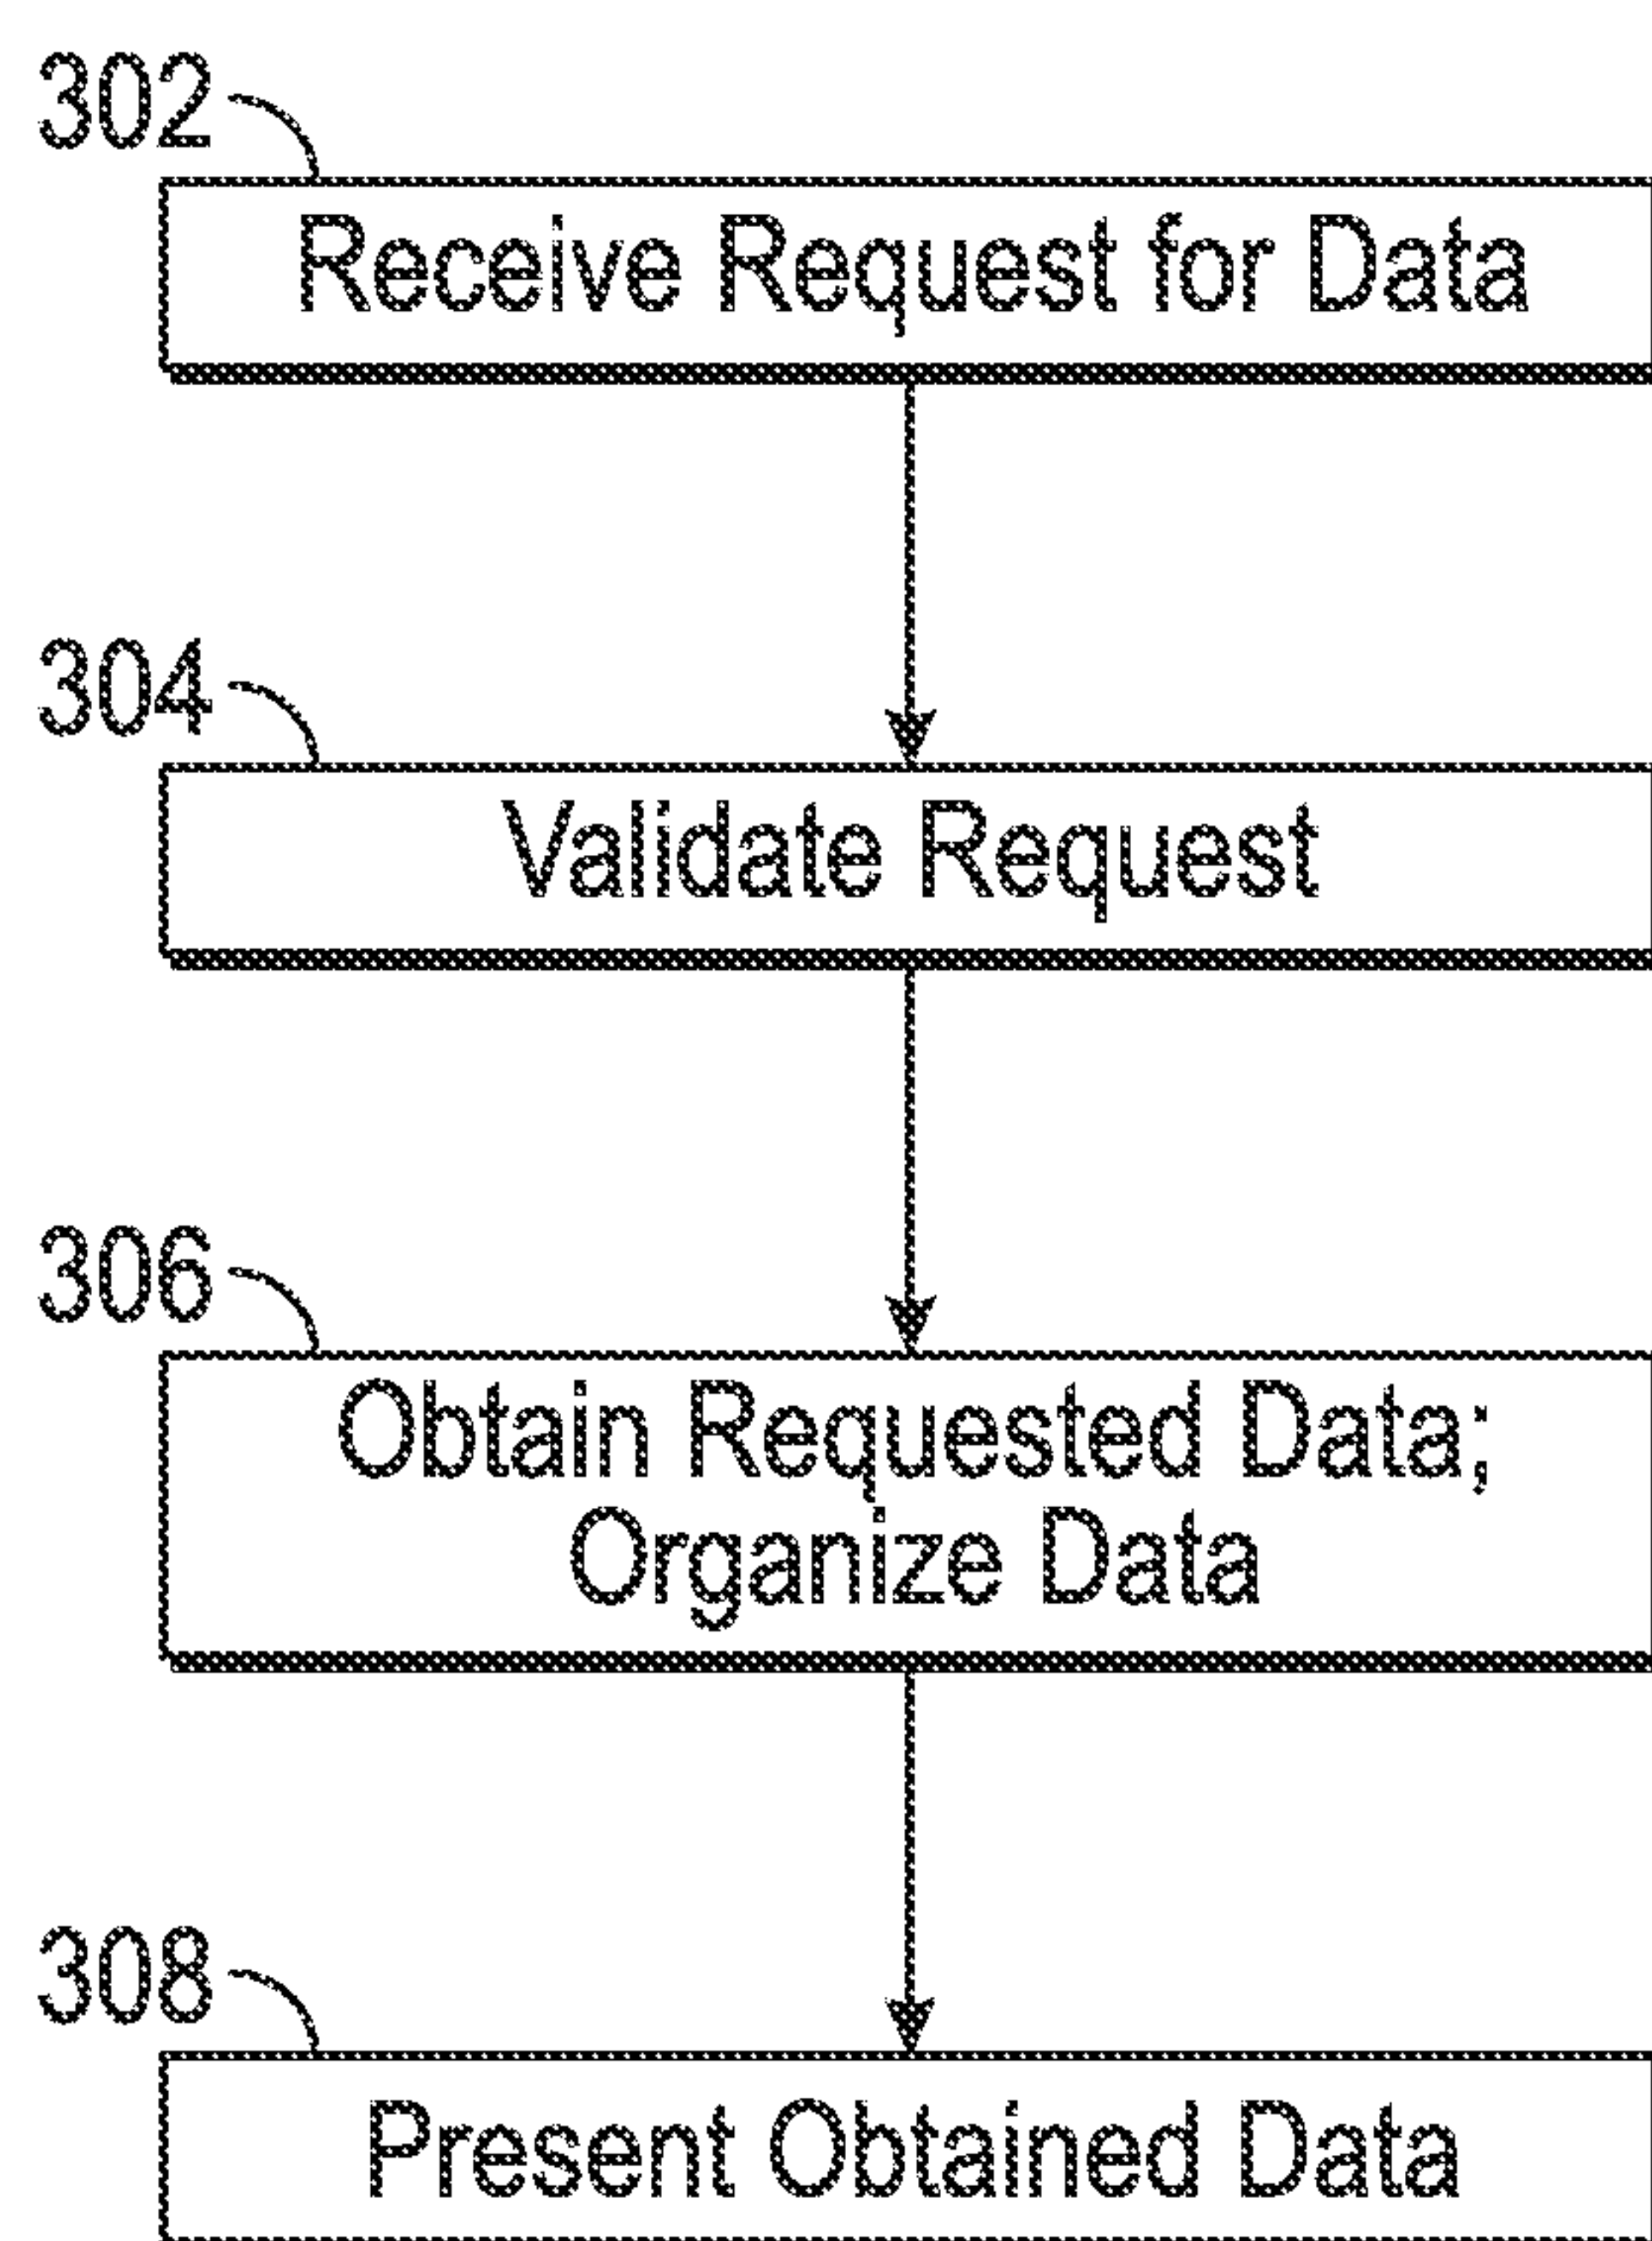 302
Receive Request for Data
304
Validate Request
306
Obtain Requested Data;
Organize Data
308
Present Obtained Data